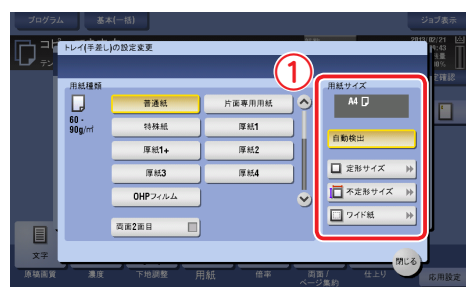 プログラム
基本(一括)
ジョブ表示
トレイ(手差し)の設定変更
①
用紙種類
用紙サイズ
60 -
90g/㎡
普通紙
片面専用用紙
特殊紙
厚紙1
厚紙1+
厚紙2
厚紙3
厚紙4
OHPフィルム
両面2面目
A4
自動検出
定形サイズ
不定形サイズ
ワイド紙
閉じる
文字
原稿画質
濃度
下地調整
用紙
倍率
両面/
ページ集約
仕上り
応用設定